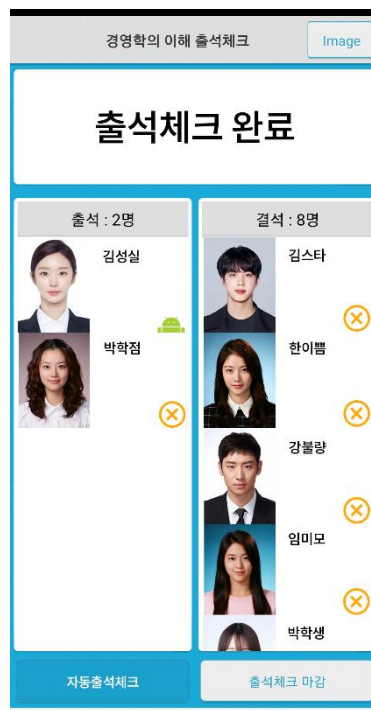 경영학의 이해 출석체크
Image
출석체크 완료
출석 : 2명
김성실
박학점
결석 : 8명
김스타
한이쁨
강불량
임미모
박학생
자동출석체크
출석체크 마감